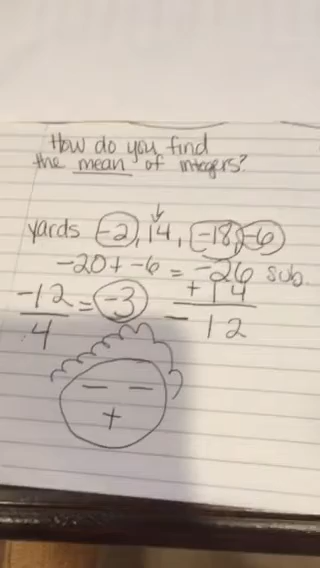 How do you find
the mean of integers?
yards -2, 14, -18, -6
-20 + -6 = -26 sub.
+14
-12/4 = -3
-12
- -
+